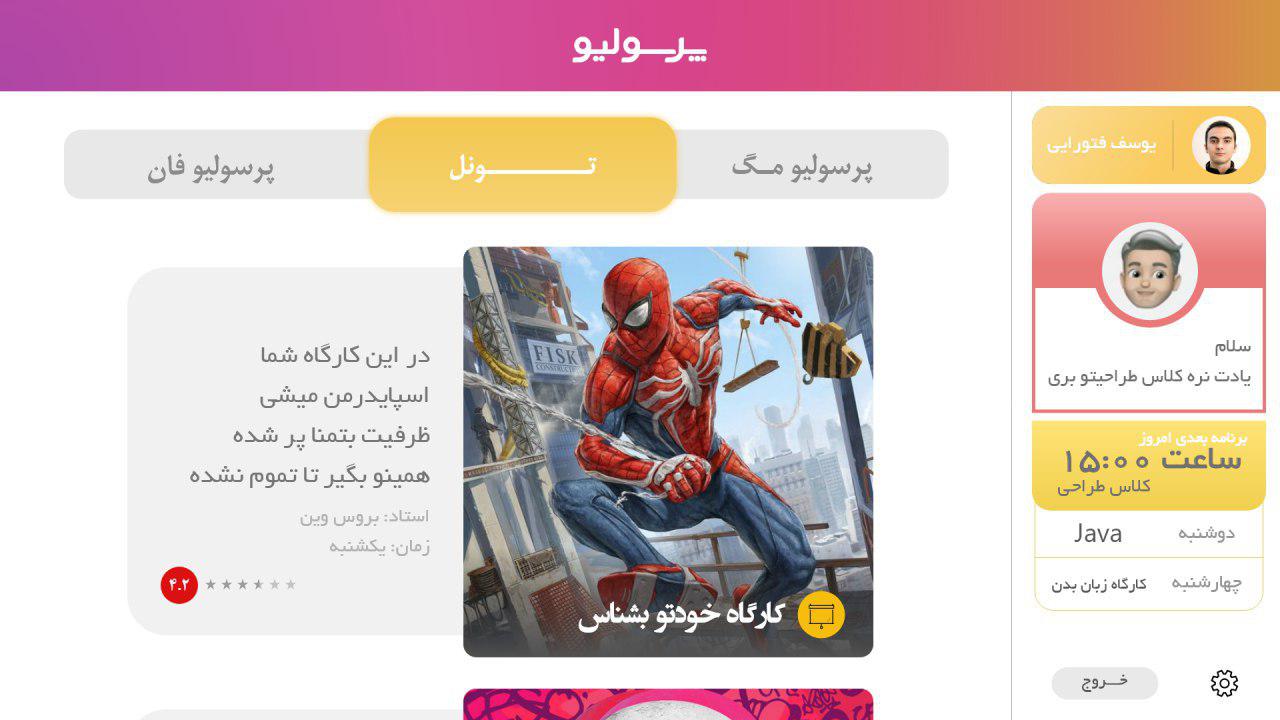 پرسولیو
یوسف فتورایی
سلام
یادت نره کلاس طراحیتو بری
برنامه بعدی امروز
ساعت ۱۵:۰۰
کلاس طراحی
دوشنبه Java
چهارشنبه کارگاه زبان بدن
خروج
پرسولیو مگ
تونل
پرسولیو فان
FISK
CONSTRUCTION
کارگاه خودتو بشناس
در این کارگاه شما
اسپایدرمن میشی
ظرفیت بتمنا پر شده
همینو بگیر تا تموم نشده
استاد: بروس وین
زمان: یکشنبه
۴.۲